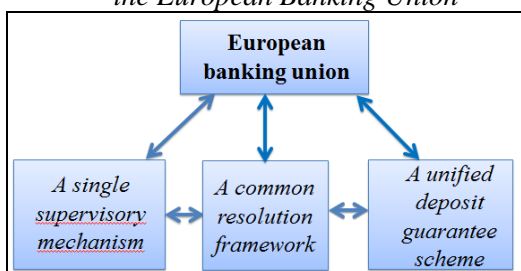 the European Banking Union
European
banking union
A single
supervisory
mechanism
A common
resolution
framework
A unified
deposit
guarantee
scheme